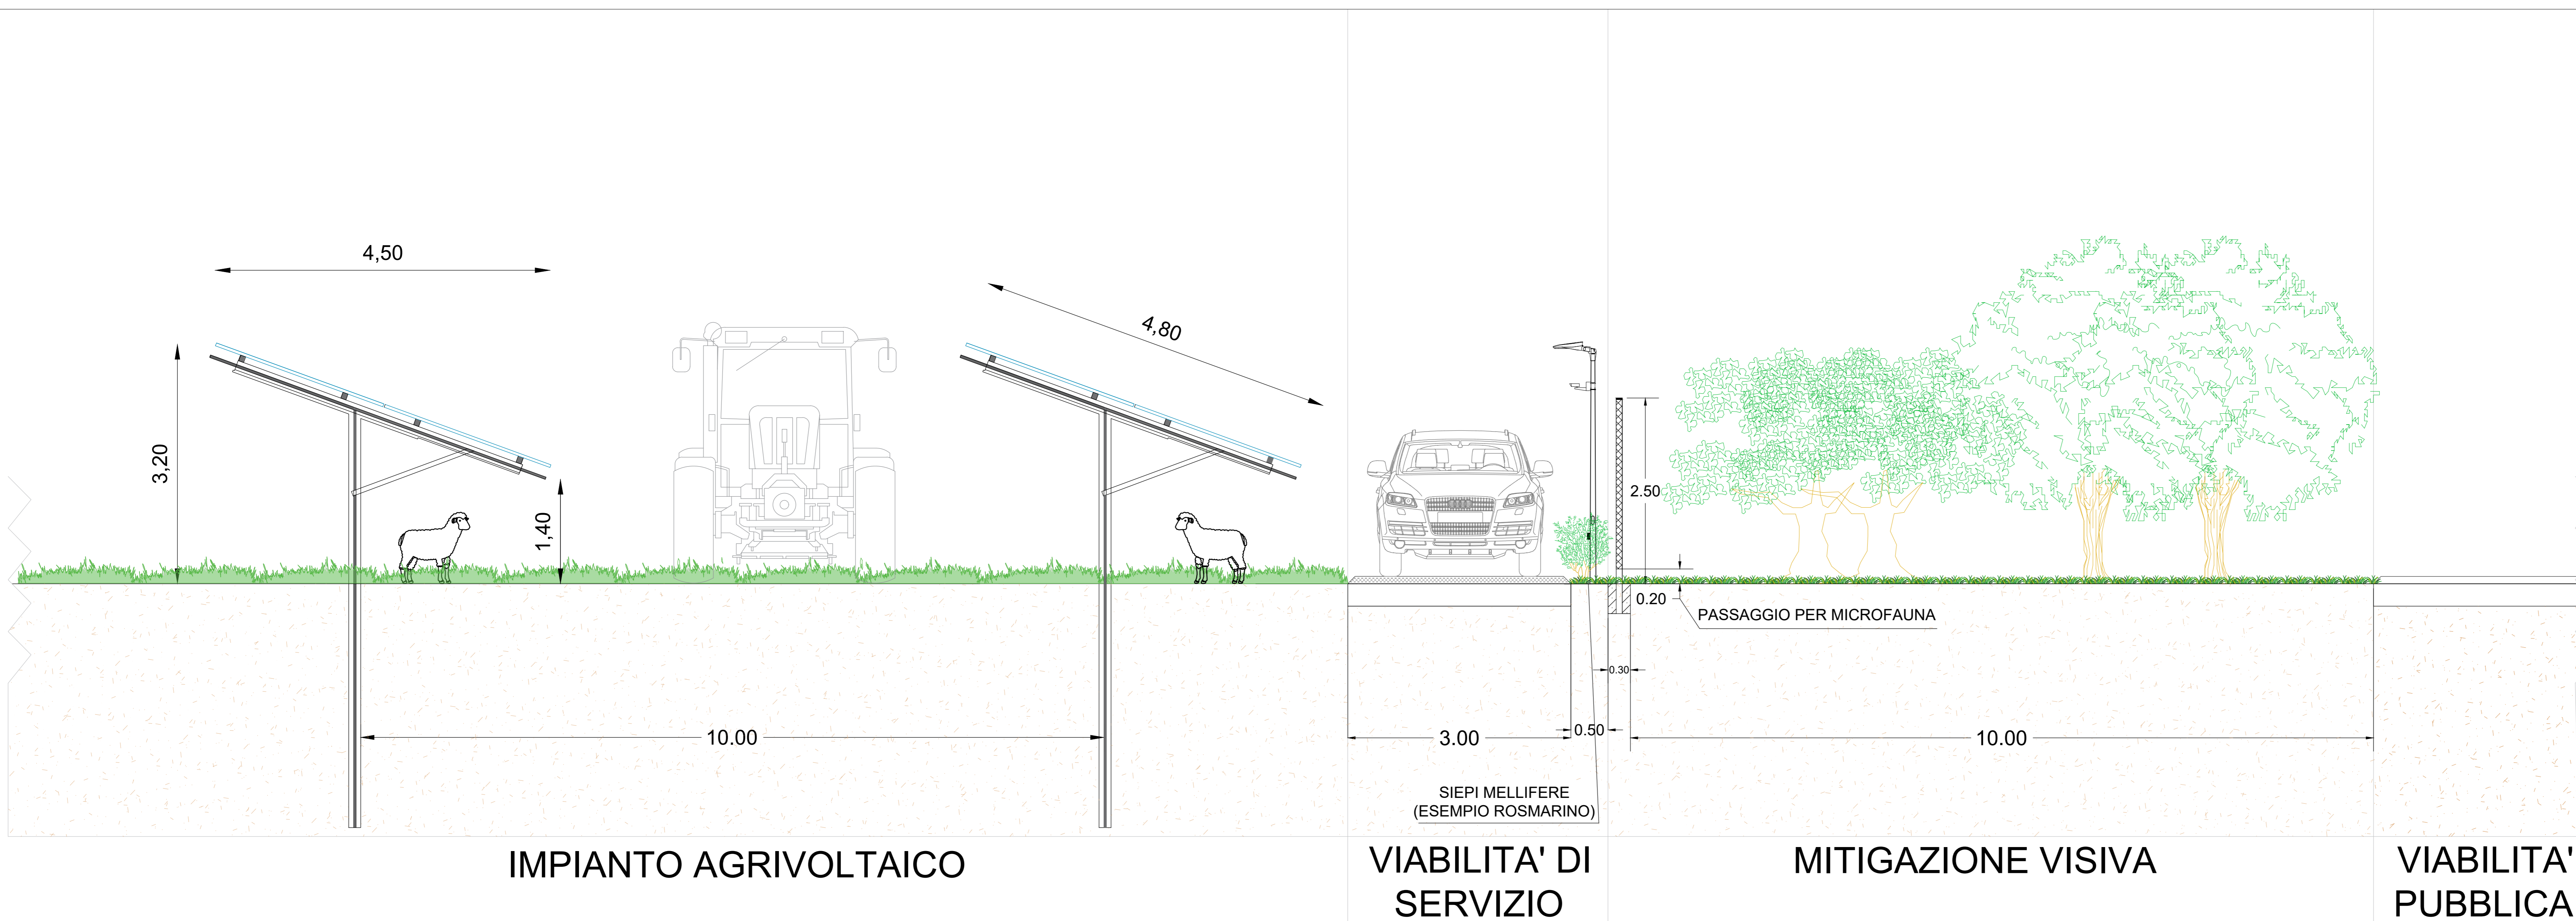 4,50
4,80
3,20
1,40
2.50
0.20
PASSAGGIO PER MICROFAUNA
0.30
10.00
3.00
0.50
10.00
SIEPI MELLIFERE
(ESEMPIO ROSMARINO)
IMPIANTO AGRIVOLTAICO
VIABILITA' DI
SERVIZIO
MITIGAZIONE VISIVA
VIABILITA'
PUBBLICA